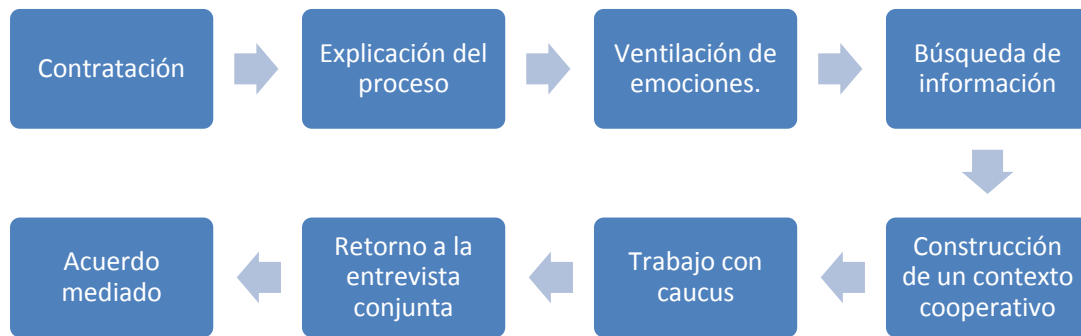 Contratación
Explicación del
proceso
Ventilación de
emociones.
Búsqueda de
información
Construcción
de un contexto
cooperativo
Trabajo con
caucus
Retorno a la
entrevista
conjunta
Acuerdo
mediado